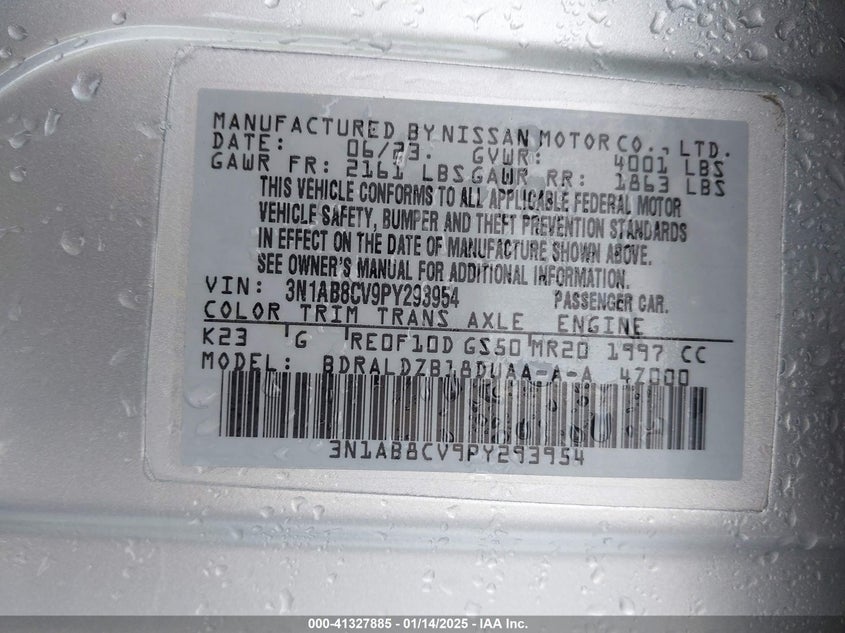 MANUFACTURED BY NISSAN MOTOR CO., LTD.
DATE: 06/23. GVWR: 4001 LBS
GAWR FR: 2161 LBS GAWR RR: 1863 LBS
THIS VEHICLE CONFORMS TO ALL APPLICABLE FEDERAL MOTOR
VEHICLE SAFETY, BUMPER AND THEFT PREVENTION STANDARDS
IN EFFECT ON THE DATE OF MANUFACTURE SHOWN ABOVE.
SEE OWNER'S MANUAL FOR ADDITIONAL INFORMATION.
VIN: 3N1AB8CV9PY293954 PASSENGER CAR.
COLOR TRIM TRANS AXLE ENGINE
K23 G RE0F10D GS50 MR20 1997 CC
MODEL: BDRALDZB18DUAA-A-A 47000
3N1AB8CV9PY293954
000-41327885 - 01/14/2025 - IAA Inc.